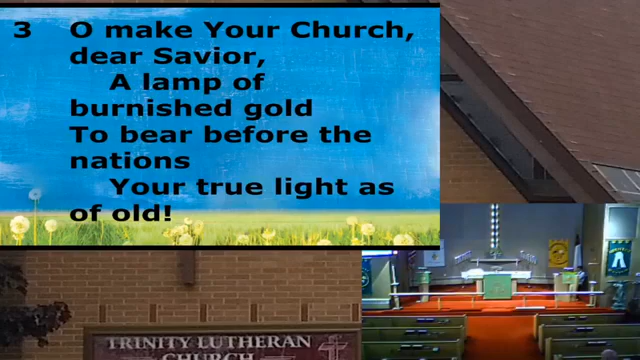 3 O make Your Church,
dear Savior,
A lamp of
burnished gold
To bear before the
nations
Your true light as
of old!
TRINITY LUTHERAN
CHURCH